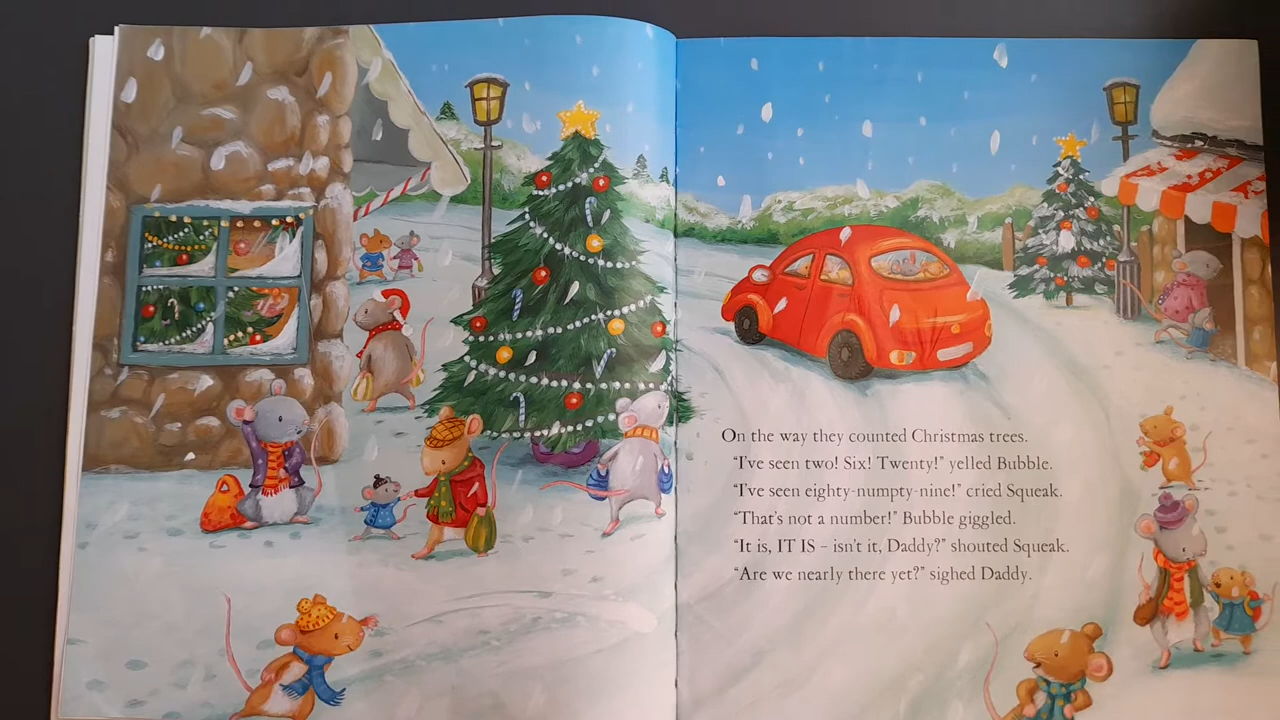 On the way they counted Christmas trees.
"I've seen two! Six! Twenty!" yelled Bubble.
"I've seen eighty-numpty-nine!" cried Squeak.
"That's not a number!" Bubble giggled.
"It is, IT IS – isn't it, Daddy?" shouted Squeak.
"Are we nearly there yet?" sighed Daddy.